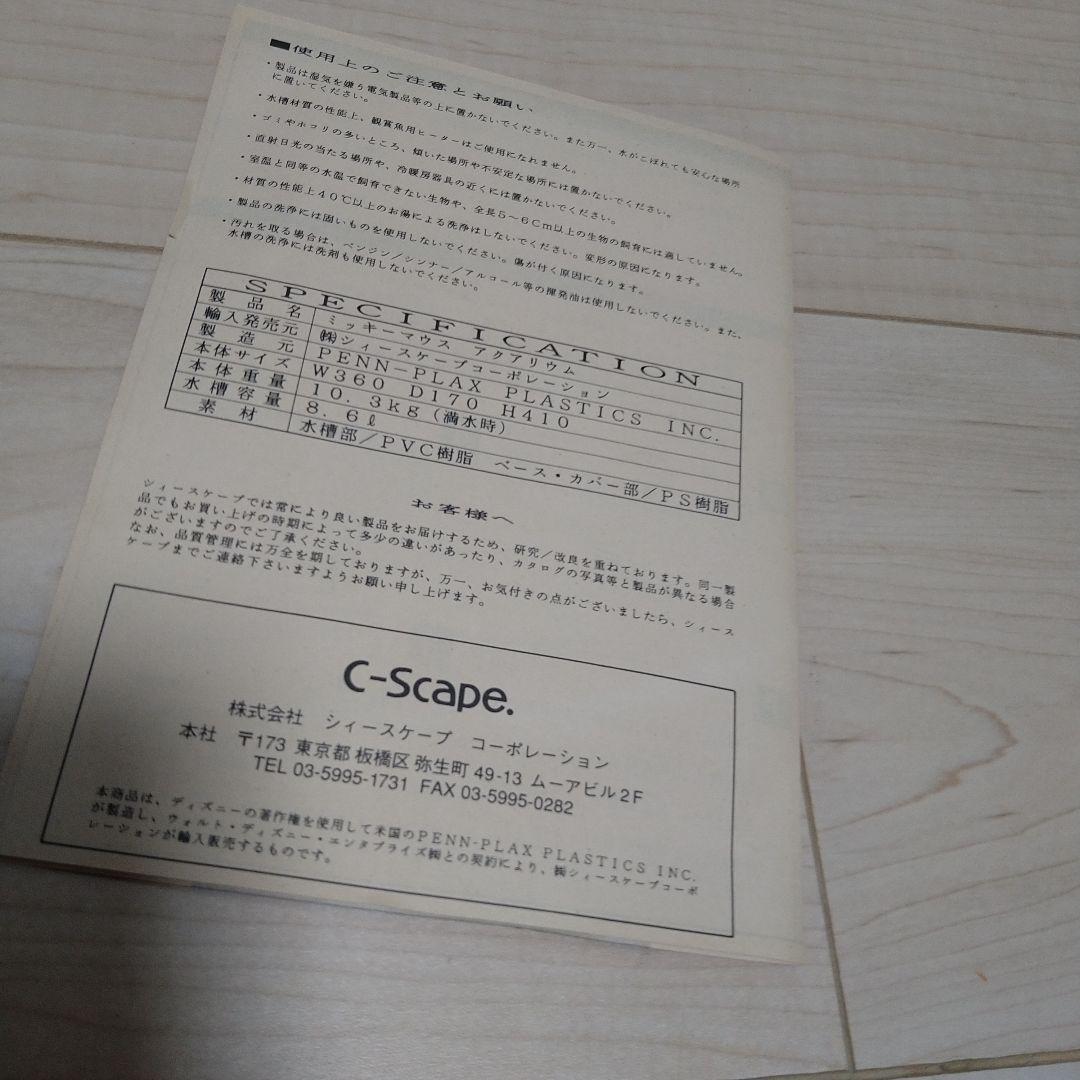 ■使用上のご注意とお願い、
・製品は湿気を嫌う電気製品等の上に置かないでください。また万一、水がこぼれても安心な場所
に置いてください。
・水槽材質の性能上、観賞魚用ヒーターはご使用になれません。
・ゴミやホコリの多いところ、傾いた場所や不安定な場所には置かないでください。
・直射日光の当たる場所や、冷暖房器具の近くには置かないでください。
・室温と同等の水温で飼育できない生物や、全長5～6Cm以上の生物の飼育には適していません。
・材質の性能上40℃以上のお湯による洗浄はしないでください。変形の原因になります。
・製品の洗浄には固いものを使用しないでください。傷が付く原因になります。
・汚れを取る場合は、ベンジン／シンナー／アルコール等の揮発油は使用しないでください。また、
水槽の洗浄には洗剤も使用しないでください。
SPECIFICATION
製品名 ミッキーマウス アクアリウム
輸入発売元 ㈱シィースケープコーポレーション
製造元 PENN-PLAX PLASTICS INC.
本体サイズ W360 D170 H410
本体重量 10.3kg（満水時）
水槽容量 8.6ℓ
素材 水槽部／PVC樹脂 ベース・カバー部／PS樹脂
お客様へ
シィースケープでは常により良い製品をお届けするため、研究／改良を重ねております。同一製
品でもお買い上げの時期によって多少の違いがあったり、カタログの写真等と製品が異なる場合
がございますのでご了承ください。
なお、品質管理には万全を期しておりますが、万一、お気付きの点がございましたら、シィース
ケープまでご連絡下さいますようお願い申し上げます。
C-Scape.
株式会社 シィースケープ コーポレーション
本社 〒173 東京都 板橋区 弥生町 49-13 ムーアビル2F
TEL 03-5995-1731 FAX 03-5995-0282
本商品は、ディズニーの著作権を使用して米国のPENN-PLAX PLASTICS INC.
が製造し、ウォルト・ディズニー・エンタプライズ㈱との契約により、㈱シィースケープコーポ
レーションが輸入販売するものです。